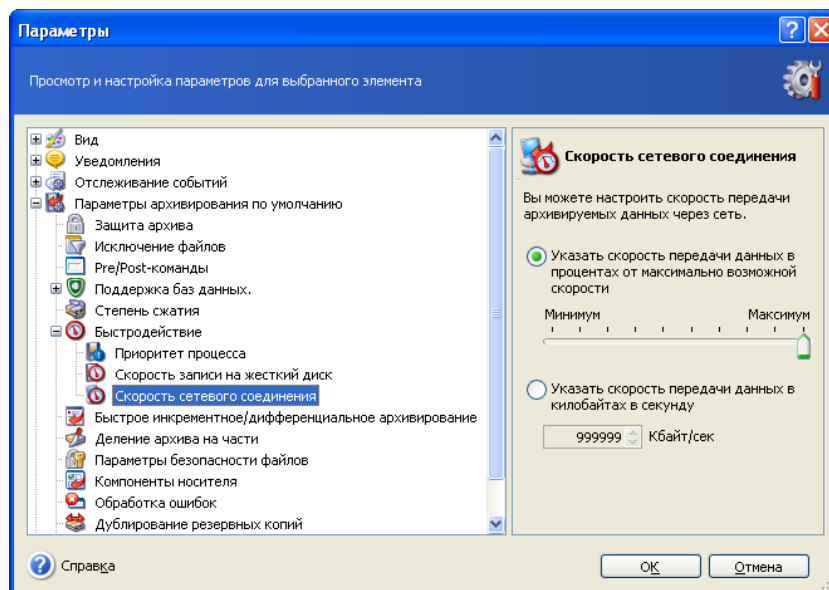 Параметры
Просмотр и настройка параметров для выбранного элемента
Вид
Уведомления
Отслеживание событий
Параметры архивирования по умолчанию
Защита архива
Исключение файлов
Pre/Post-команды
Поддержка баз данных.
Степень сжатия
Быстродействие
Приоритет процесса
Скорость записи на жесткий диск
Скорость сетевого соединения
Быстрое инкрементное/дифференциальное архивирование
Деление архива на части
Параметры безопасности файлов
Компоненты носителя
Обработка ошибок
Дублирование резервных копий
Скорость сетевого соединения
Вы можете настроить скорость передачи
архивируемых данных через сеть.
Указать скорость передачи данных в
процентах от максимально возможной
скорости
Минимум Максимум
Указать скорость передачи данных в
килобайтах в секунду
999999 Кбайт/сек
Справка
ОК Отмена